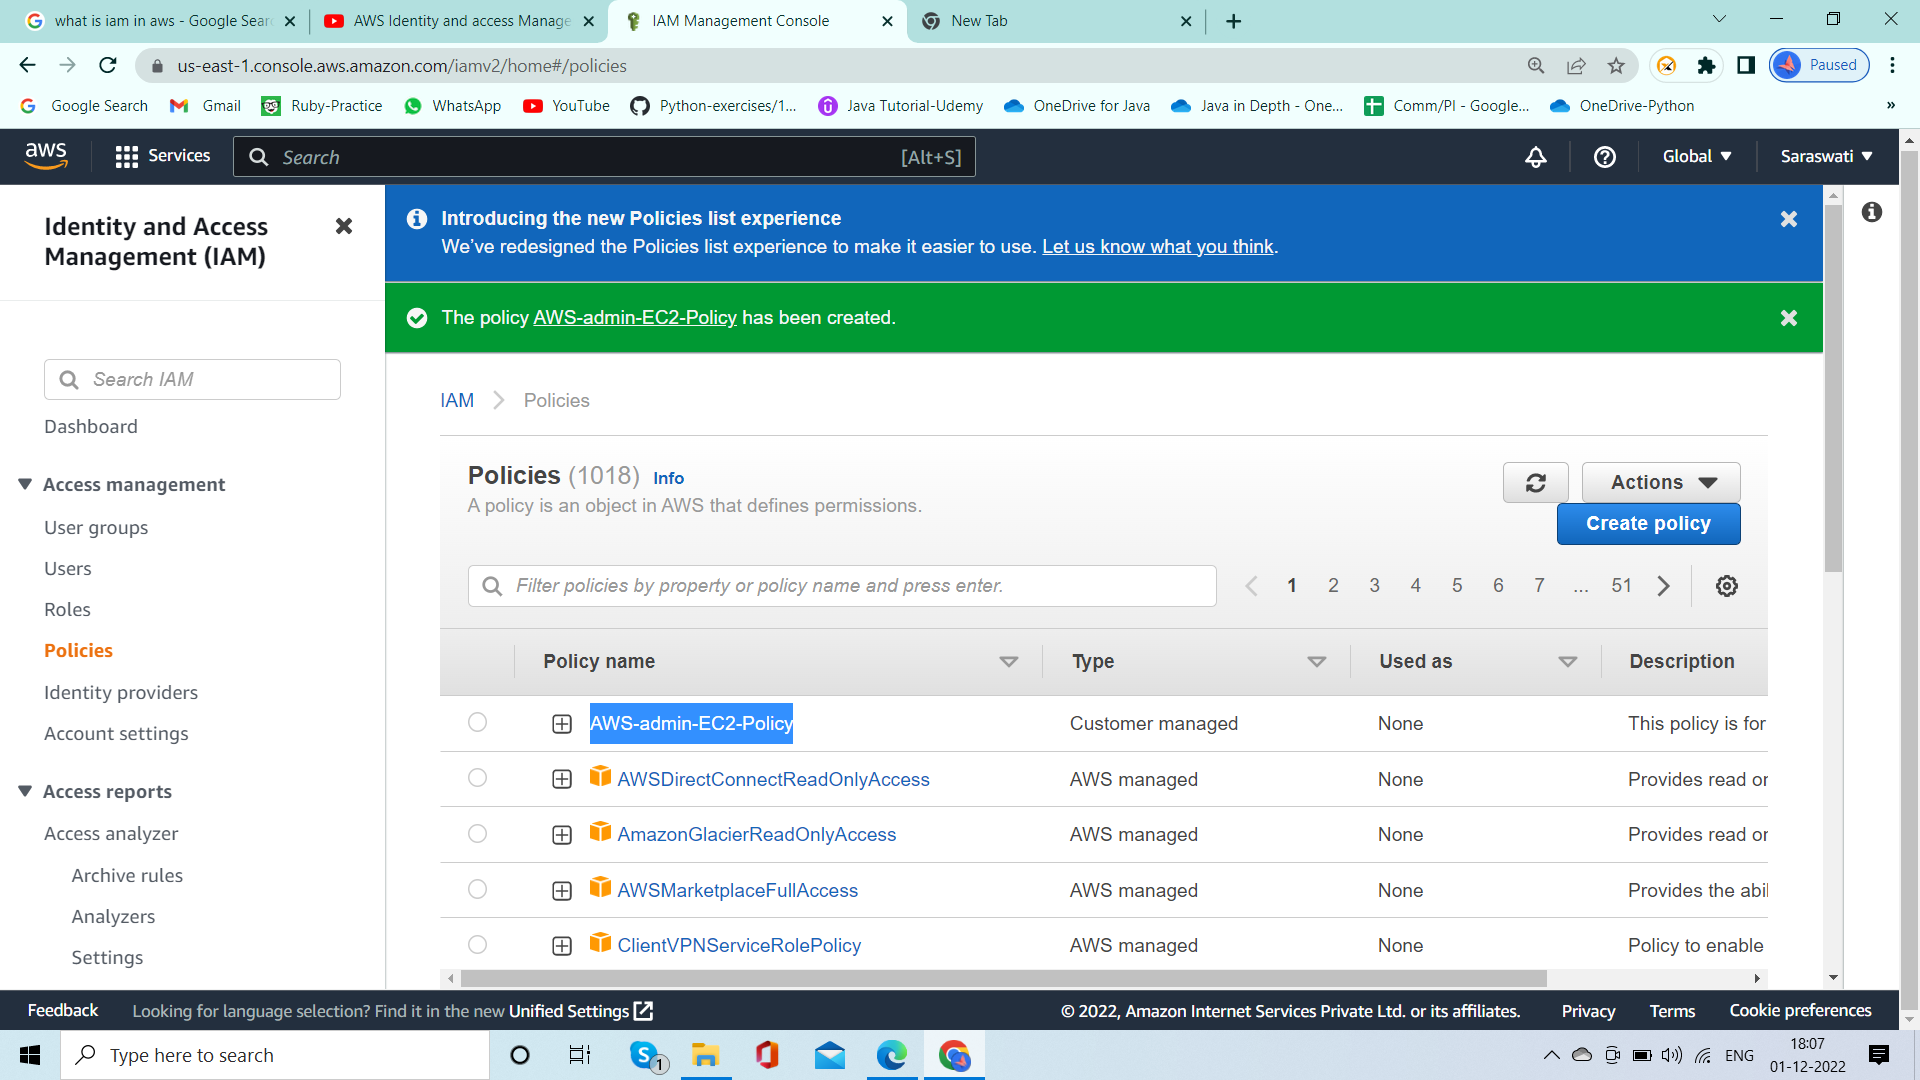 what is iam in aws - Google Sear
AWS Identity and access Manage
IAM Management Console
New Tab
us-east-1.console.aws.amazon.com/iamv2/home#/policies
Paused
Google Search
Gmail
Ruby-Practice
WhatsApp
YouTube
Python-exercises/1...
Java Tutorial-Udemy
OneDrive for Java
Java in Depth - One...
Comm/PI - Google...
OneDrive-Python
»
aws
Services
Search
[Alt+S]
Global
Saraswati
Identity and Access
Management (IAM)
Search IAM
Dashboard
Access management
User groups
Users
Roles
Policies
Identity providers
Account settings
Access reports
Access analyzer
Archive rules
Analyzers
Settings
Introducing the new Policies list experience
We've redesigned the Policies list experience to make it easier to use. Let us know what you think.
The policy AWS-admin-EC2-Policy has been created.
IAM > Policies
Policies (1018) Info
A policy is an object in AWS that defines permissions.
Actions
Create policy
Filter policies by property or policy name and press enter.
1 2 3 4 5 6 7 ... 51
Policy name Type Used as Description
AWS-admin-EC2-Policy Customer managed None This policy is for
AWSDirectConnectReadOnlyAccess AWS managed None Provides read or
AmazonGlacierReadOnlyAccess AWS managed None Provides read or
AWSMarketplaceFullAccess AWS managed None Provides the abil
ClientVPNServiceRolePolicy AWS managed None Policy to enable
Feedback
Looking for language selection? Find it in the new Unified Settings
© 2022, Amazon Internet Services Private Ltd. or its affiliates.
Privacy
Terms
Cookie preferences
Type here to search
1
ENG
18:07
01-12-2022